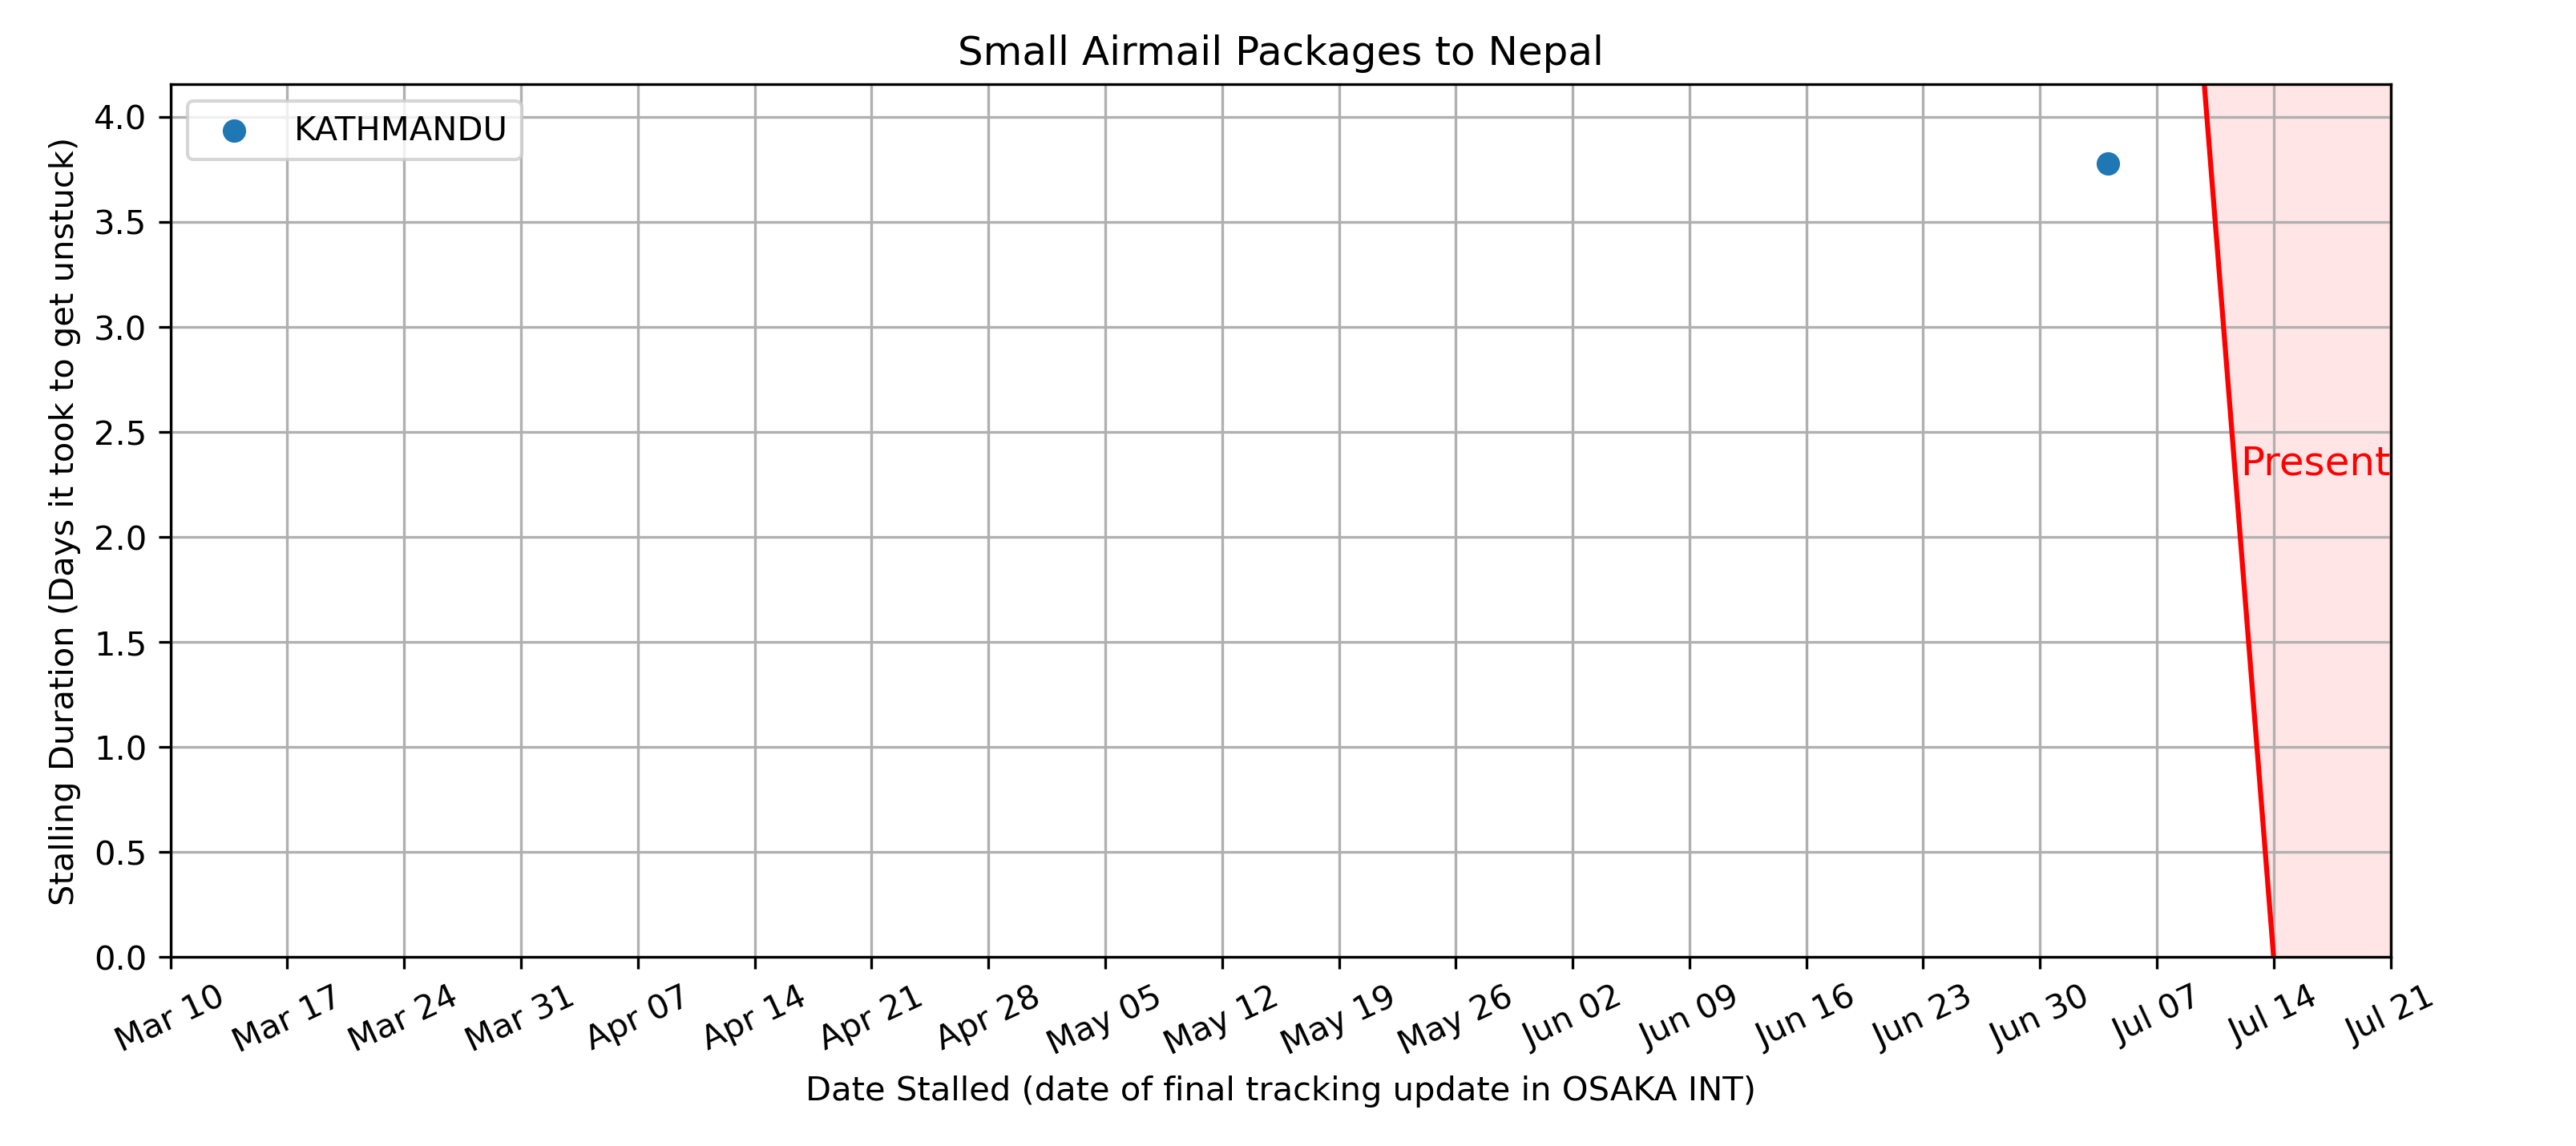 Small Airmail Packages to Nepal
KATHMANDU
Stalling Duration (Days it took to get unstuck)
4.0
3.5
3.0
2.5
2.0
1.5
1.0
0.5
0.0
Present
Mar 10 Mar 17 Mar 24 Mar 31 Apr 07 Apr 14 Apr 21 Apr 28 May 05 May 12 May 19 May 26 Jun 02 Jun 09 Jun 16 Jun 23 Jun 30 Jul 07 Jul 14 Jul 21
Date Stalled (date of final tracking update in OSAKA INT)